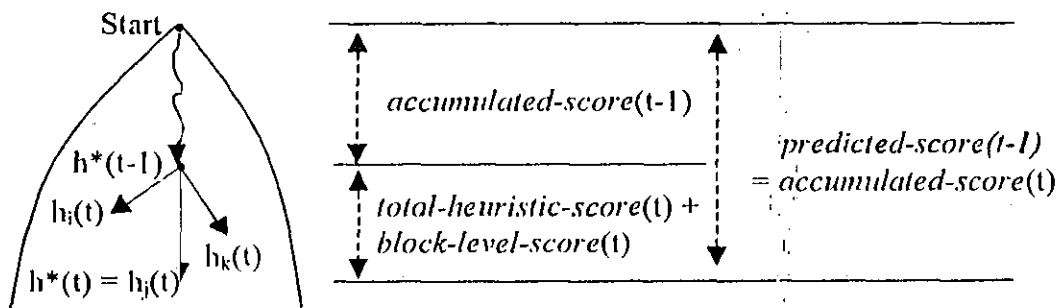 Start
accumulated-score(t-1)
h*(t-1)
predicted-score(t-1)
= accumulated-score(t)
hᵢ(t)
total-heuristic-score(t) +
block-level-score(t)
hₖ(t)
h*(t) = hⱼ(t)